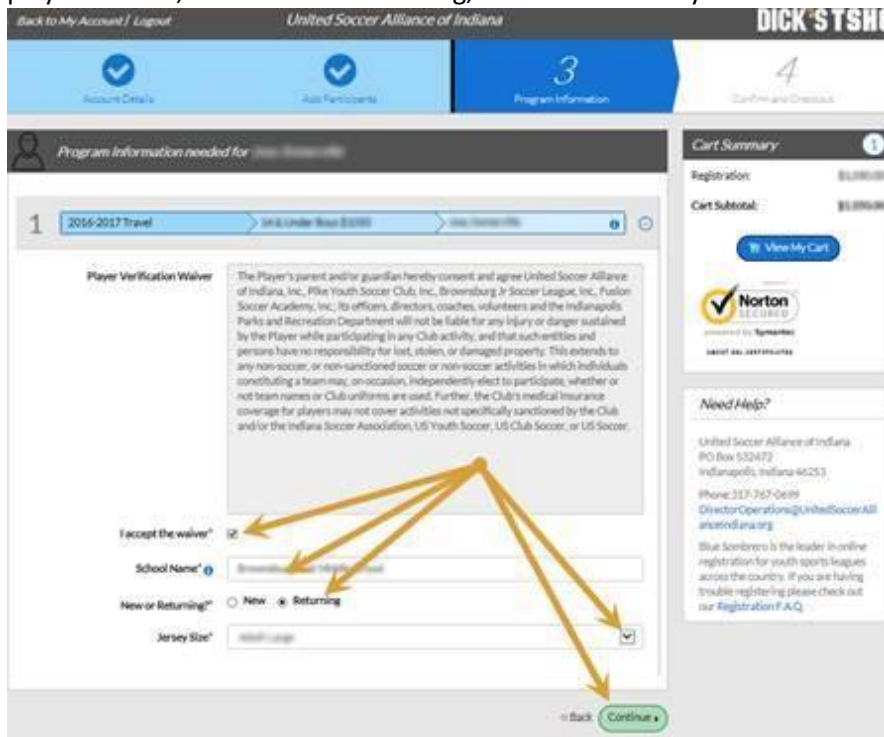 Back to My Account / Logout
United Soccer Alliance of Indiana
DICK'S TSHQ
Account Details
Add Participants
3
Program Information
4
Confirm and Checkout
Program Information needed for
Cart Summary
1
Registration:
Cart Subtotal:
View My Cart
1
2016-2017 Travel
14 & Under Boys
Player Verification Waiver
The Player's parent and/or guardian hereby consent and agree United Soccer Alliance
of Indiana, Inc., Pike Youth Soccer Club, Inc., Brownsburg Jr Soccer League, Inc., Fusion
Soccer Academy, Inc., its officers, directors, coaches, volunteers and the Indianapolis
Parks and Recreation Department will not be liable for any injury or danger sustained
by the Player while participating in any Club activity, and that such entities and
persons have no responsibility for lost, stolen, or damaged property. This extends to
any non-soccer, or non-sanctioned soccer or non-soccer activities in which individuals
constituting a team may, on occasion, independently elect to participate, whether or
not team names or Club uniforms are used. Further, the Club's medical insurance
coverage for players may not cover activities not specifically sanctioned by the Club
and/or the Indiana Soccer Association, US Youth Soccer, US Club Soccer, or US Soccer.
Norton
SECURED
powered by Symantec
ABOUT SSL CERTIFICATES
Need Help?
United Soccer Alliance of Indiana
PO Box 532472
Indianapolis, Indiana 46253
Phone: 317-767-0699
DirectorOperations@UnitedSoccerAlli
anceindiana.org
Blue Sombrero is the leader in online
registration for youth sports leagues
across the country. If you are having
trouble registering please check out
our Registration F.A.Q.
I accept the waiver*
School Name*
New or Returning?*
New
Returning
Jersey Size*
Adult Large
Back
Continue